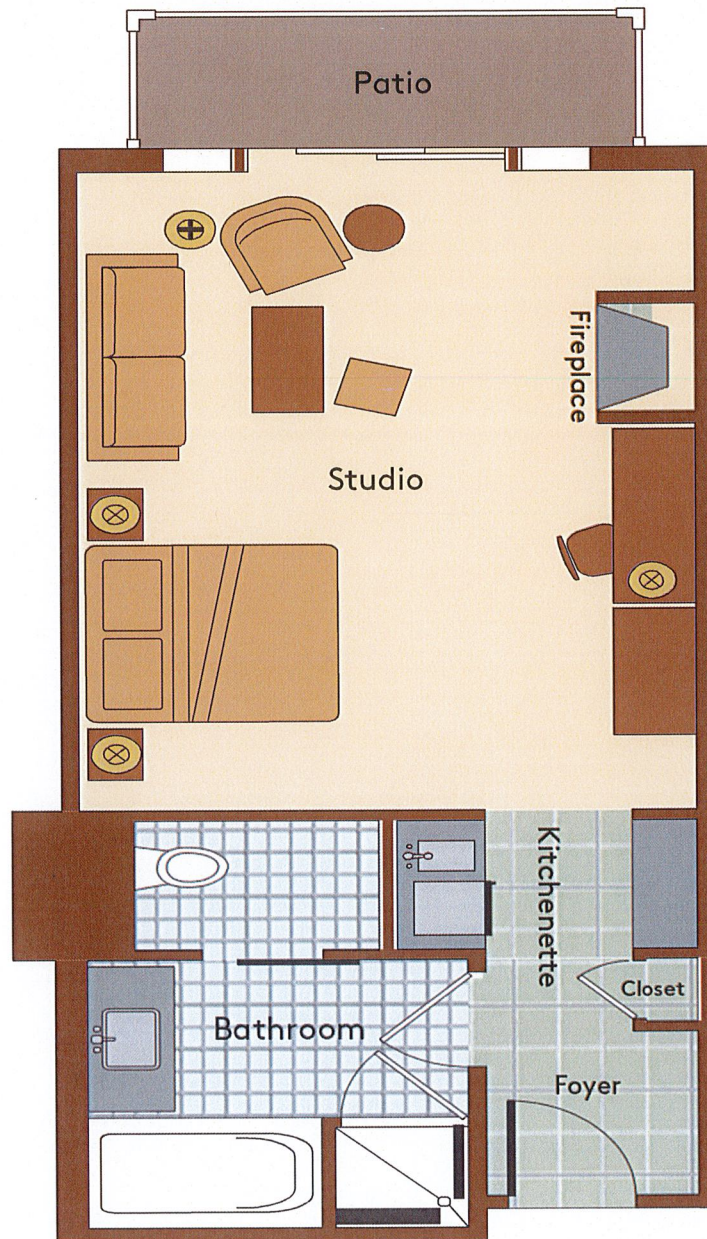 Patio
Fireplace
Studio
Kitchenette
Closet
Bathroom
Foyer